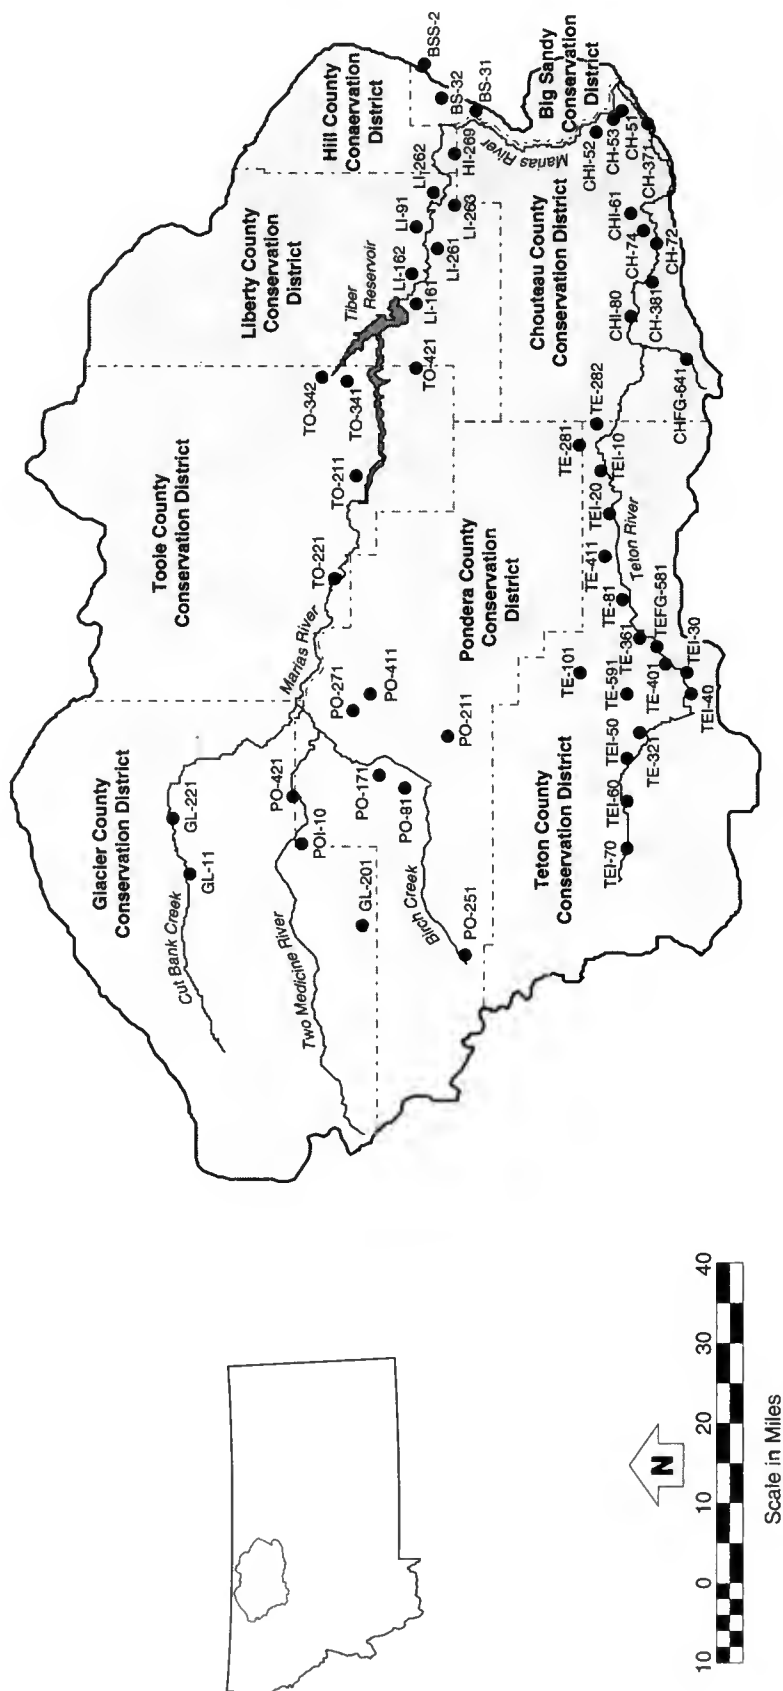 Glacier County
Conservation District
Toole County
Conservation District
Liberty County
Conservation
District
Hill County
Conaervation
District
Big Sandy
Conservation
District
Chouteau County
Conservation District
Pondera County
Conservation
District
Teton County
Conservation District
Cut Bank Creek
Two Medicine River
Birch Creek
Marias River
Tiber
Reservoir
Marias River
Teton River
GL-11
GL-221
GL-201
POI-10
PO-421
PO-271
PO-411
PO-171
PO-81
PO-211
PO-251
TO-221
TO-211
TO-342
TO-341
TO-421
LI-161
LI-162
LI-91
LI-261
LI-262
LI-263
HI-269
BS-32
BSS-2
BS-31
CHI-52
CH-53
CH-51
CH-371
CHI-61
CH-74
CH-72
CH-381
CHI-80
CHFG-641
TE-282
TE-281
TEI-10
TEI-20
TE-411
TE-81
TE-361
TEFG-581
TE-101
TE-591
TE-401
TEI-30
TEI-40
TEI-50
TE-321
TEI-60
TEI-70
N
10 0 10 20 30 40
Scale in Miles